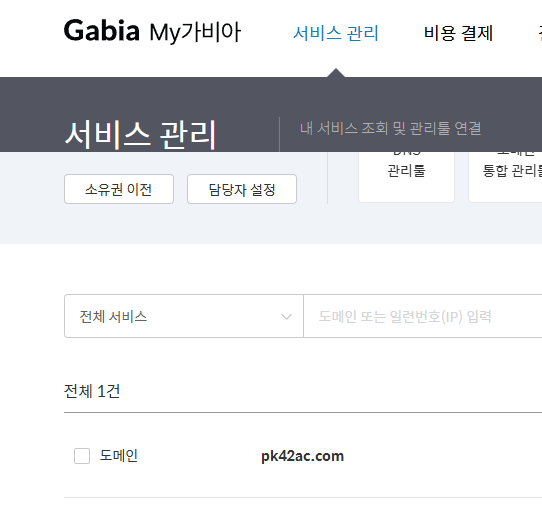 Gabia My가비아 서비스 관리 비용 결제
서비스 관리 내 서비스 조회 및 관리툴 연결
소유권 이전 담당자 설정 관리툴 통합 관리툴
전체 서비스 도메인 또는 일련번호(IP) 입력
전체 1건
도메인 pk42ac.com